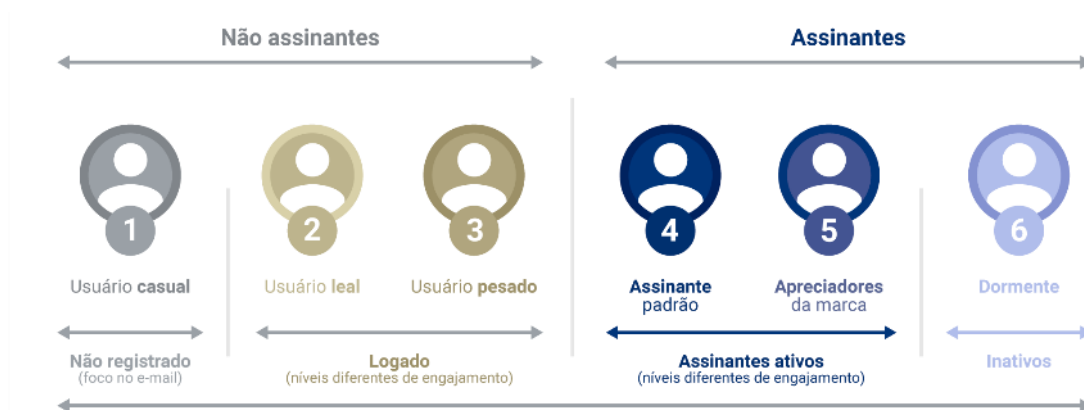 Não assinantes
Assinantes
1
2
3
4
5
6
Usuário casual
Usuário leal
Usuário pesado
Assinante
padrão
Apreciadores
da marca
Dormente
Não registrado
(foco no e-mail)
Logado
(níveis diferentes de engajamento)
Assinantes ativos
(níveis diferentes de engajamento)
Inativos